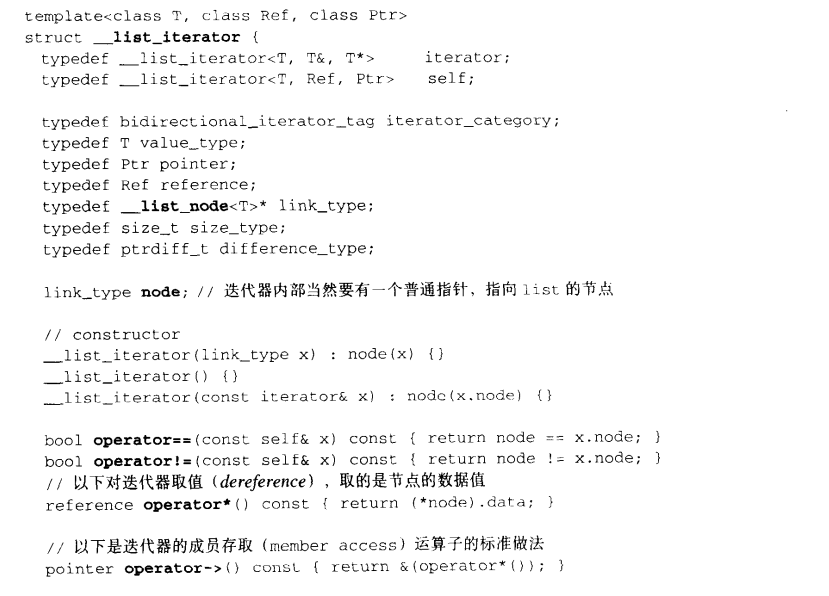 template<class T, class Ref, class Ptr>
struct __list_iterator {
typedef __list_iterator<T, T&, T*> iterator;
typedef __list_iterator<T, Ref, Ptr> self;
typedef bidirectional_iterator_tag iterator_category;
typedef T value_type;
typedef Ptr pointer;
typedef Ref reference;
typedef __list_node<T>* link_type;
typedef size_t size_type;
typedef ptrdiff_t difference_type;
link_type node; // 迭代器内部当然要有一个普通指针，指向 list 的节点
// constructor
__list_iterator(link_type x) : node(x) {}
__list_iterator() {}
__list_iterator(const iterator& x) : node(x.node) {}
bool operator==(const self& x) const { return node == x.node; }
bool operator!=(const self& x) const { return node != x.node; }
// 以下对迭代器取值（dereference），取的是节点的数据值
reference operator*() const { return (*node).data; }
// 以下是迭代器的成员存取（member access）运算子的标准做法
pointer operator->() const { return &(operator*()); }